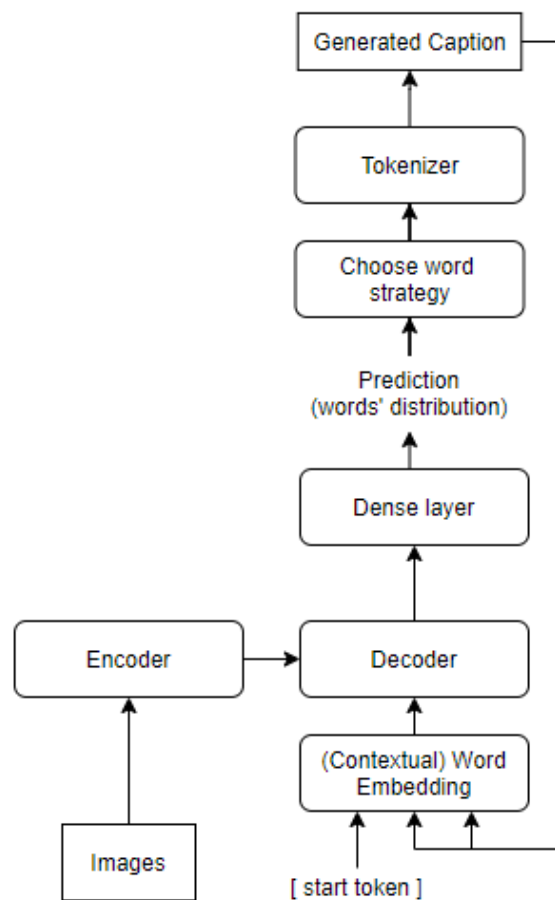 Generated Caption
Tokenizer
Choose word
strategy
Prediction
(words' distribution)
Dense layer
Encoder
Decoder
(Contextual) Word
Embedding
Images
[ start token ]